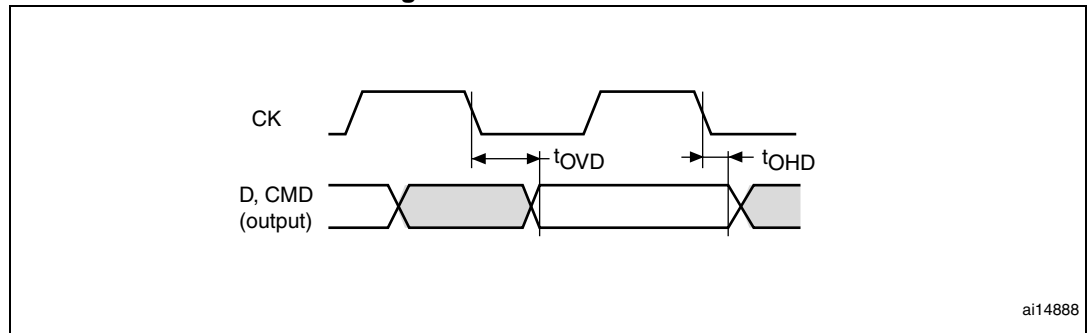 CK
tOVD
tOHD
D, CMD
(output)
ai14888